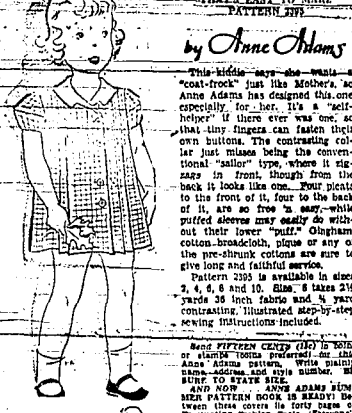 THAT'S EASY TO MAKE
PATTERN 2395
by Anne Adams
This kiddie says she wants a
"coat-frock" just like Mother's, so
Anne Adams has designed this one
especially for her. It's a "self-
helper" if there ever was one, so
that tiny fingers can fasten their
own buttons. The contrasting col-
lar just misses being the conven-
tional "sailor" type, where it zig-
zags in front, though from the
back it looks like one. Four pleats
to the front of it, four to the back
of it, are so free 'n easy—while
puffed sleeves may easily do with-
out their lower "puff." Gingham,
cotton broadcloth, pique or any of
the pre-shrunk cottons are sure to
give long and faithful service.
Pattern 2395 is available in sizes
2, 4, 6, 8 and 10. Size 6 takes 2¼
yards 36 inch fabric and yard
contrasting. Illustrated step-by-step
sewing instructions included.
Send FIFTEEN CENTS (15c) in coins
or stamps (coins preferred) for this
Anne Adams pattern. Write plainly
name, address and style number. BE
SURE TO STATE SIZE.
AND NOW ANNE ADAMS SUM-
MER PATTERN BOOK IS READY! Be-
tween these covers lie forty pages of